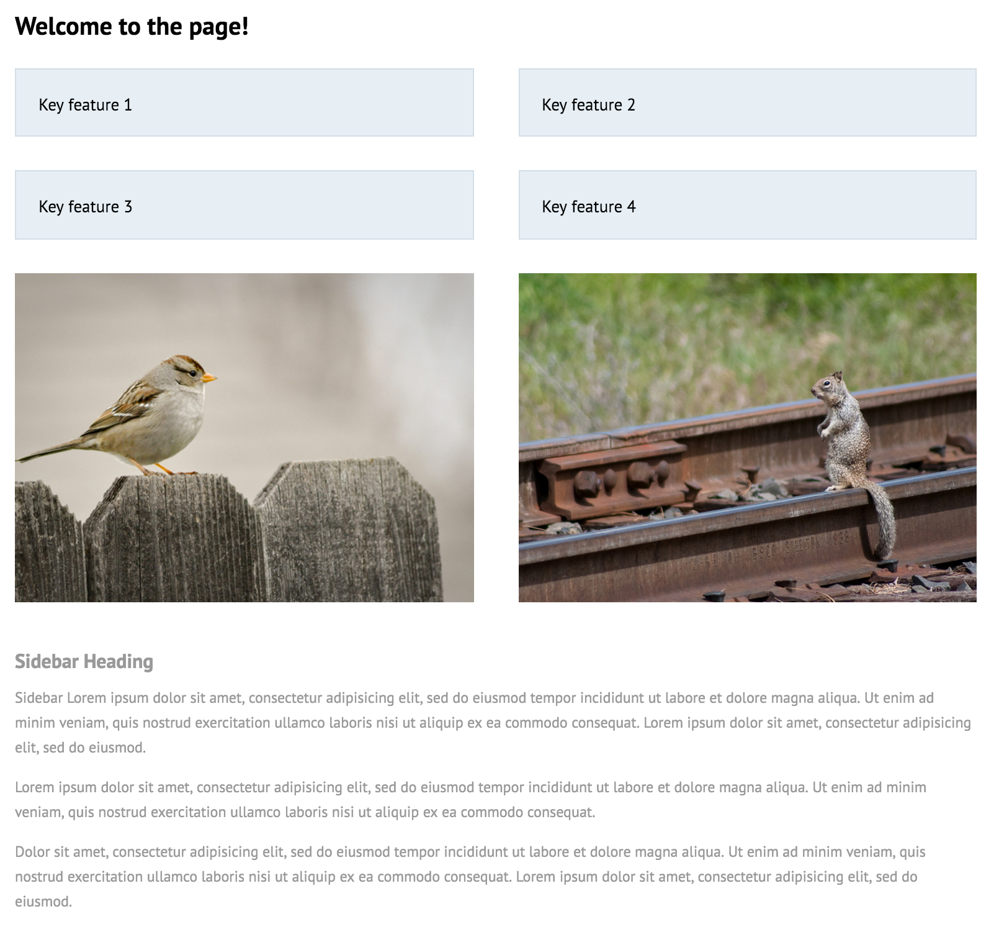 Welcome to the page!
Key feature 1
Key feature 2
Key feature 3
Key feature 4
STEELTON
Sidebar Heading
Sidebar Lorem ipsum dolor sit amet, consectetur adipisicing elit, sed do eiusmod tempor incididunt ut labore et dolore magna aliqua. Ut enim ad
minim veniam, quis nostrud exercitation ullamco laboris nisi ut aliquip ex ea commodo consequat. Lorem ipsum dolor sit amet, consectetur adipisicing
elit, sed do eiusmod.
Lorem ipsum dolor sit amet, consectetur adipisicing elit, sed do eiusmod tempor incididunt ut labore et dolore magna aliqua. Ut enim ad minim
veniam, quis nostrud exercitation ullamco laboris nisi ut aliquip ex ea commodo consequat.
Dolor sit amet, consectetur adipisicing elit, sed do eiusmod tempor incididunt ut labore et dolore magna aliqua. Ut enim ad minim veniam, quis
nostrud exercitation ullamco laboris nisi ut aliquip ex ea commodo consequat. Lorem ipsum dolor sit amet, consectetur adipisicing elit, sed do
eiusmod.